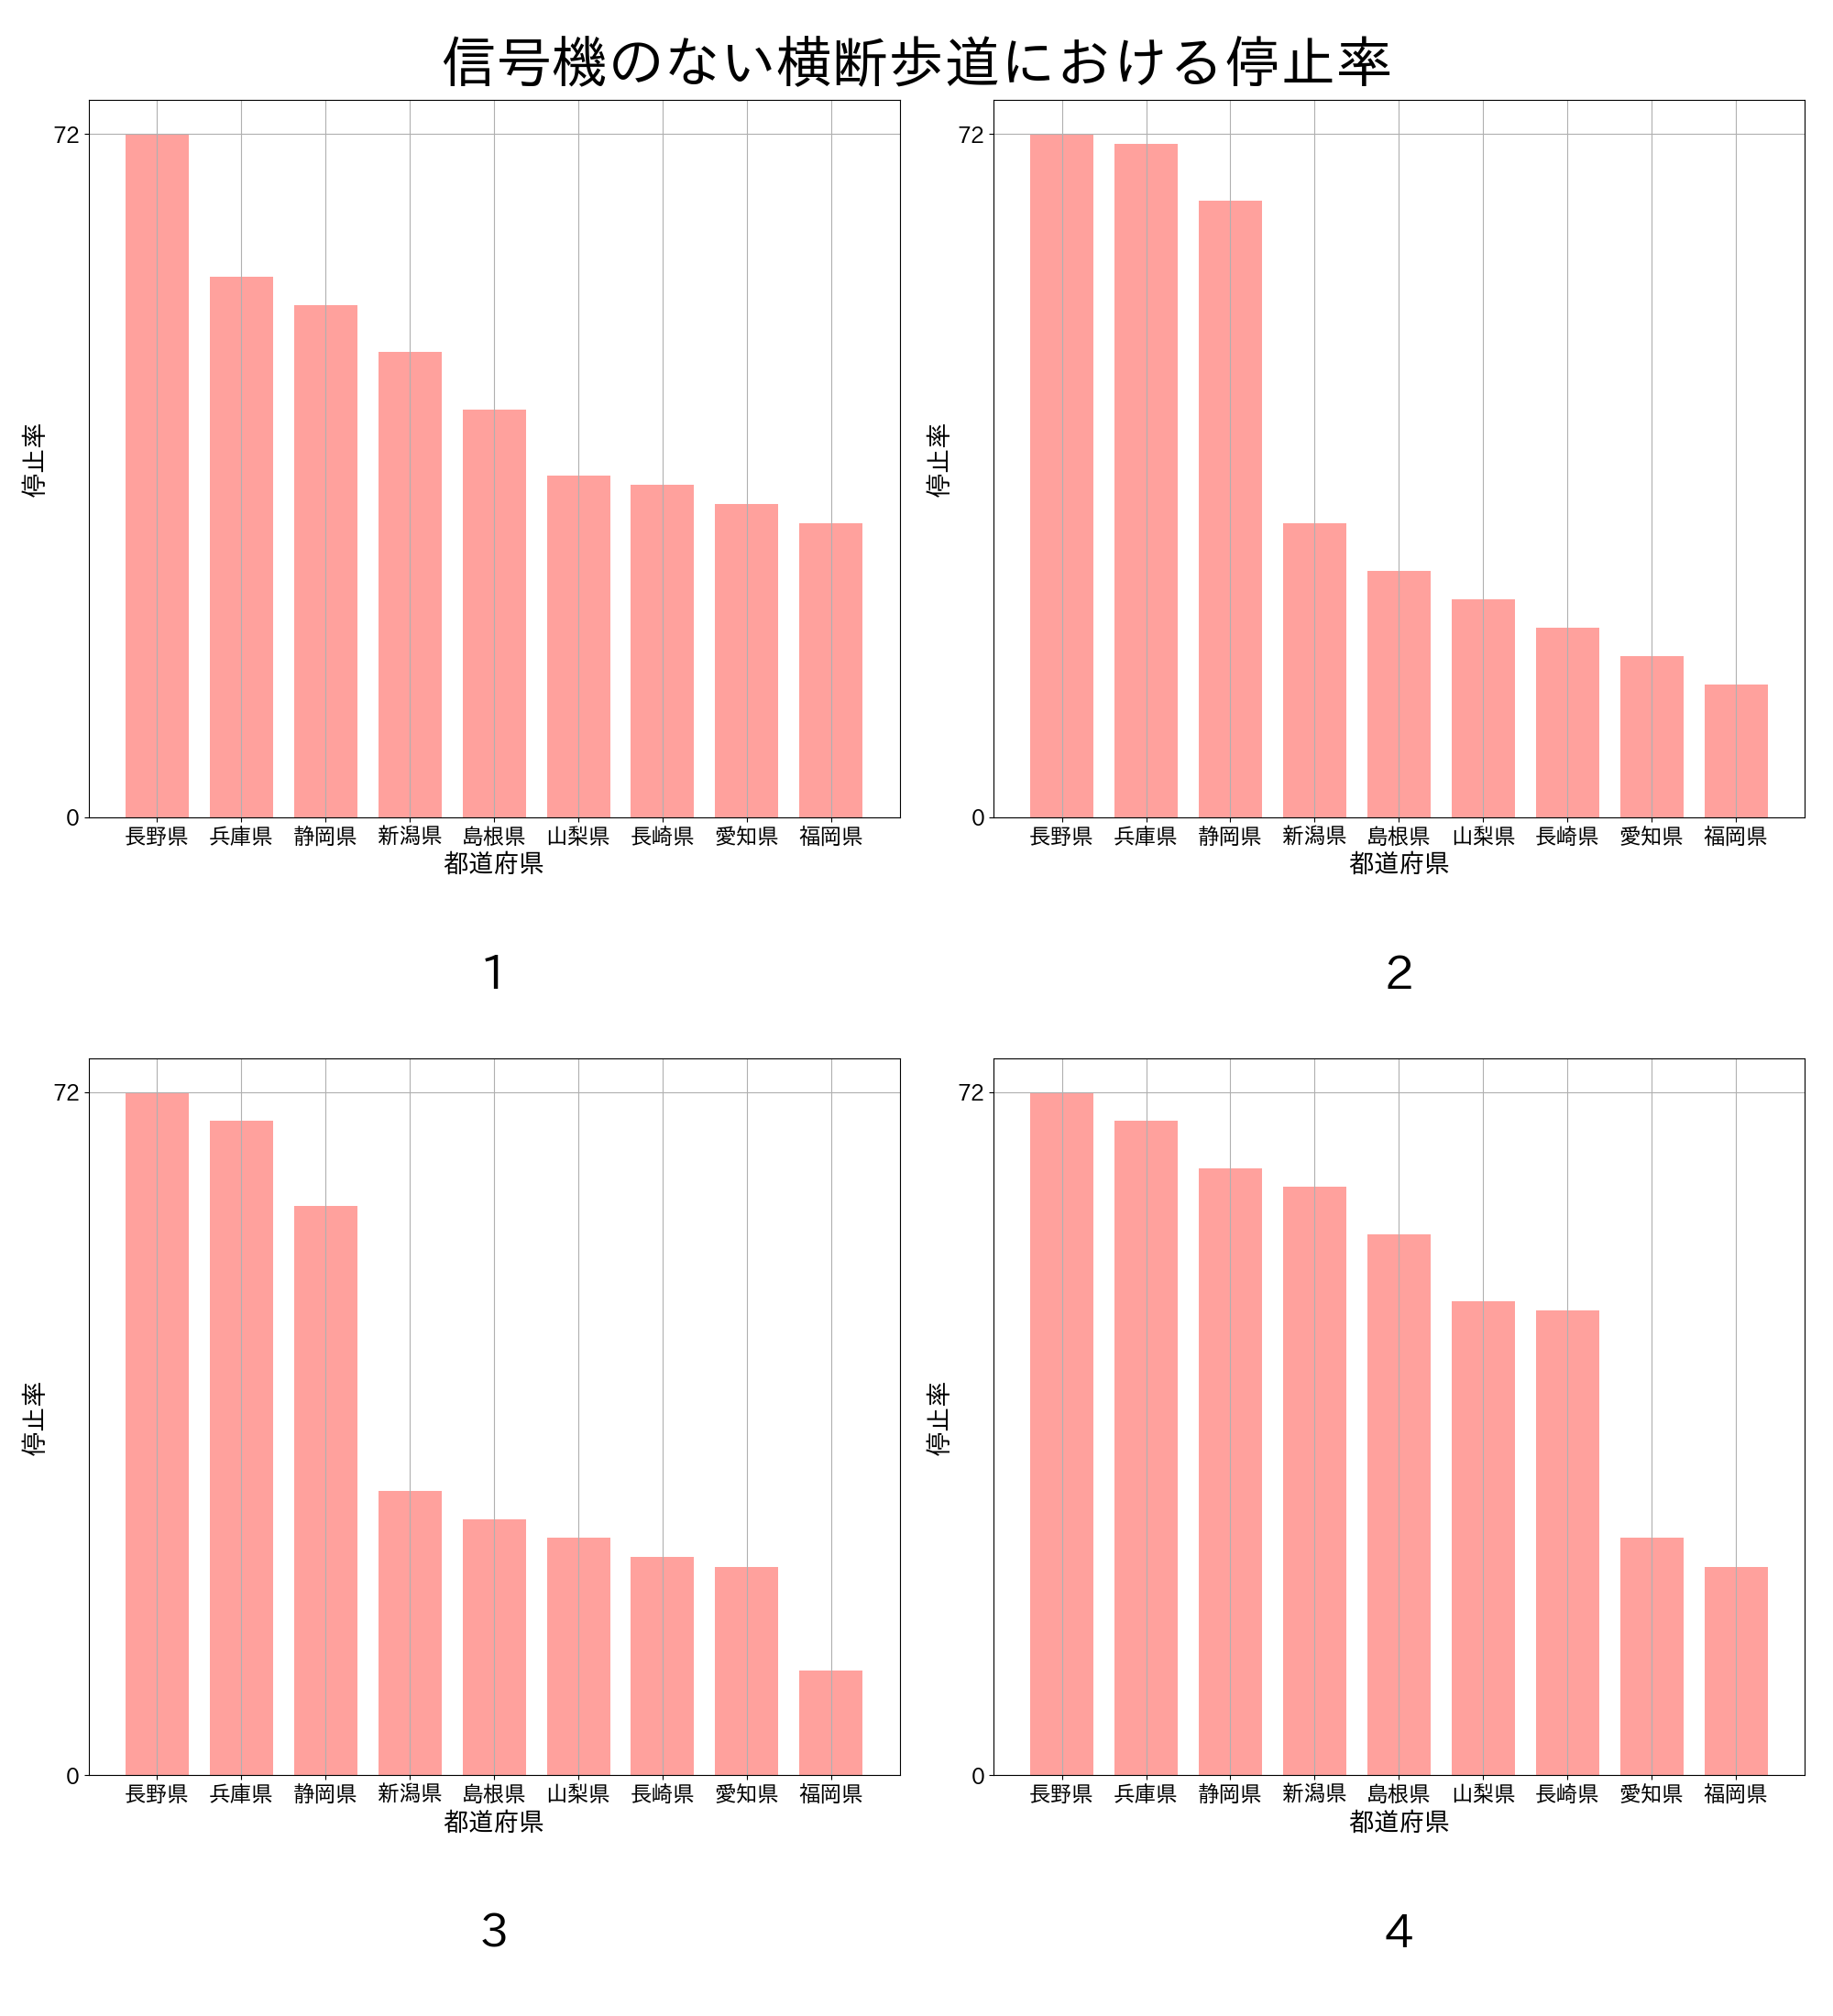 信号機のない横断歩道における停止率
72
0
停止率
長野県 兵庫県 静岡県 新潟県 島根県 山梨県 長崎県 愛知県 福岡県
都道府県
1
72
0
停止率
長野県 兵庫県 静岡県 新潟県 島根県 山梨県 長崎県 愛知県 福岡県
都道府県
2
72
0
停止率
長野県 兵庫県 静岡県 新潟県 島根県 山梨県 長崎県 愛知県 福岡県
都道府県
3
72
0
停止率
長野県 兵庫県 静岡県 新潟県 島根県 山梨県 長崎県 愛知県 福岡県
都道府県
4